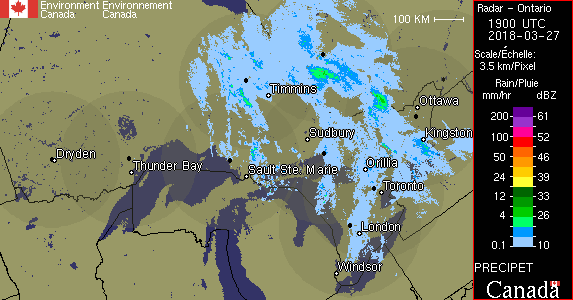 Environment Environnement
Canada Canada
100 KM
Radar - Ontario
1900 UTC
2018-03-27
Scale/Échelle:
3.5 km/Pixel
Rain/Pluie
mm/hr dBZ
200 61
100 52
50 46
24 39
12 33
4 26
0.1 10
PRECIPET
Canada
Timmins
Ottawa
Sudbury
Kingston
Dryden
Thunder Bay
Sault Ste. Marie
Orillia
Toronto
London
Windsor